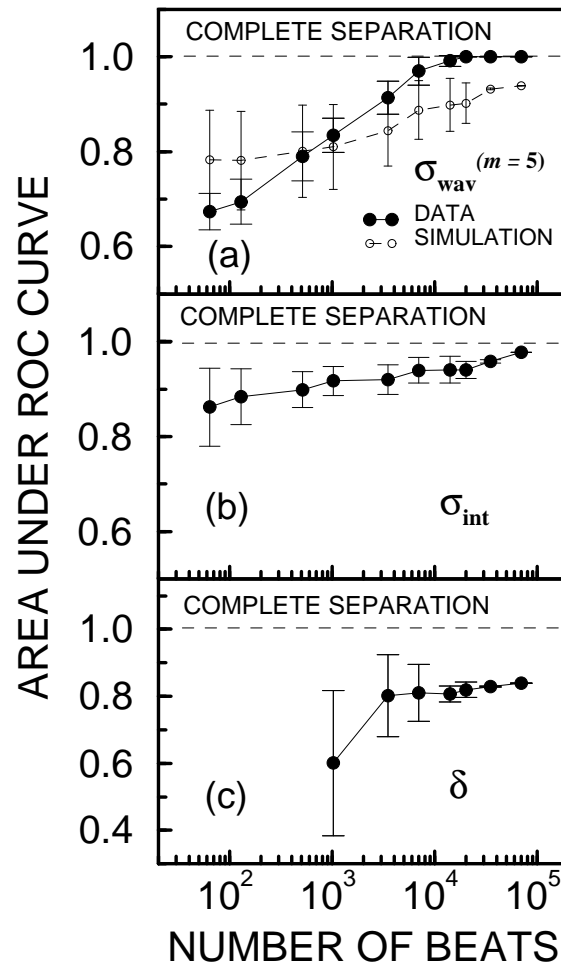 AREA UNDER ROC CURVE
COMPLETE SEPARATION
1.0
0.8
0.6
σwav (m = 5)
DATA
SIMULATION
(a)
COMPLETE SEPARATION
1.0
0.8
0.6
(b)
σint
COMPLETE SEPARATION
1.0
0.8
0.6
0.4
(c)
δ
10^2 10^3 10^4 10^5
NUMBER OF BEATS